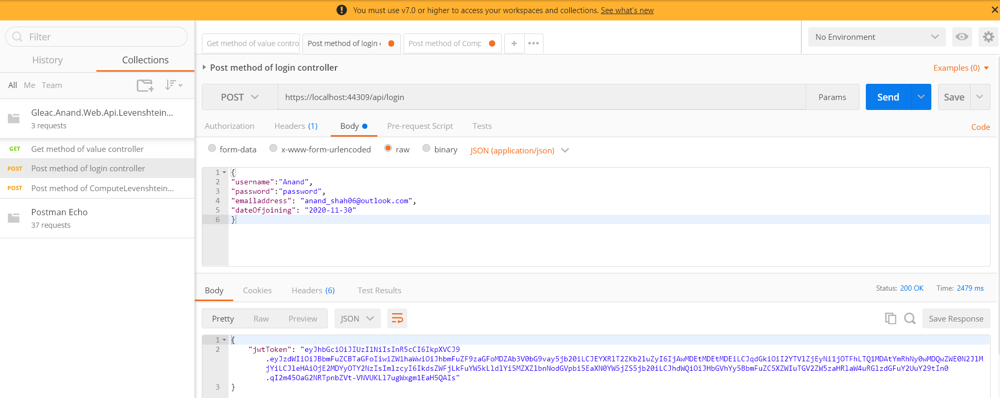 You must use v7.0 or higher to access your workspaces and collections. See what's new
Filter
History Collections
All Me Team
Gleac.Anand.Web.Api.Levenshtein...
3 requests
GET Get method of value controller
POST Post method of login controller
POST Post method of ComputeLevenshtein...
Postman Echo
37 requests
Get method of value contro Post method of login Post method of Comp + •••
No Environment
Post method of login controller
Examples (0)
POST https://localhost:44309/api/login Params Send Save
Authorization Headers (1) Body Pre-request Script Tests Code
form-data x-www-form-urlencoded raw binary JSON (application/json)
1 {
2 "username":"Anand",
3 "password":"password",
4 "emailaddress": "anand_shah06@outlook.com",
5 "dateOfjoining": "2020-11-30"
6 }
Body Cookies Headers (6) Test Results Status: 200 OK Time: 2479 ms
Pretty Raw Preview JSON Save Response
1 {
2 "jwtToken": "eyJhbGciOiJIUzI1NiIsInR5cCI6IkpXVCJ9
.eyJzdWIiOiJBbmFuZCBTaGFoIiwiZW1haWwiOiJhbmFuZF9zaGFoMDZAb3V0bG9vay5jb20iLCJEYXRlT2ZKb2luZyI6IjAwMDEtMDEtMDEiLCJqdGkiOiI2YTVlZjEyNi1jOTFhLTQ1MDAtYmRhNy0wMDQwZWE0N2JlM
jYiLCJleHAiOjE2MDYyOTY2NzIsImlzcyI6IkdsZWFjLkFuYW5kLldlYi5MZXZlbnNodGVpbi5EaXN0YW5jZS5jb20iLCJhdWQiOiJHbGVhYy5BbmFuZC5XZWIuTGV2ZW5zaHRlaW4uRGlzdGFuY2UuY29tIn0
.qI2m45OaG2NRTpnbZVt-VNVUKLl7ugWxgm1EaH5QAIs"
3 }